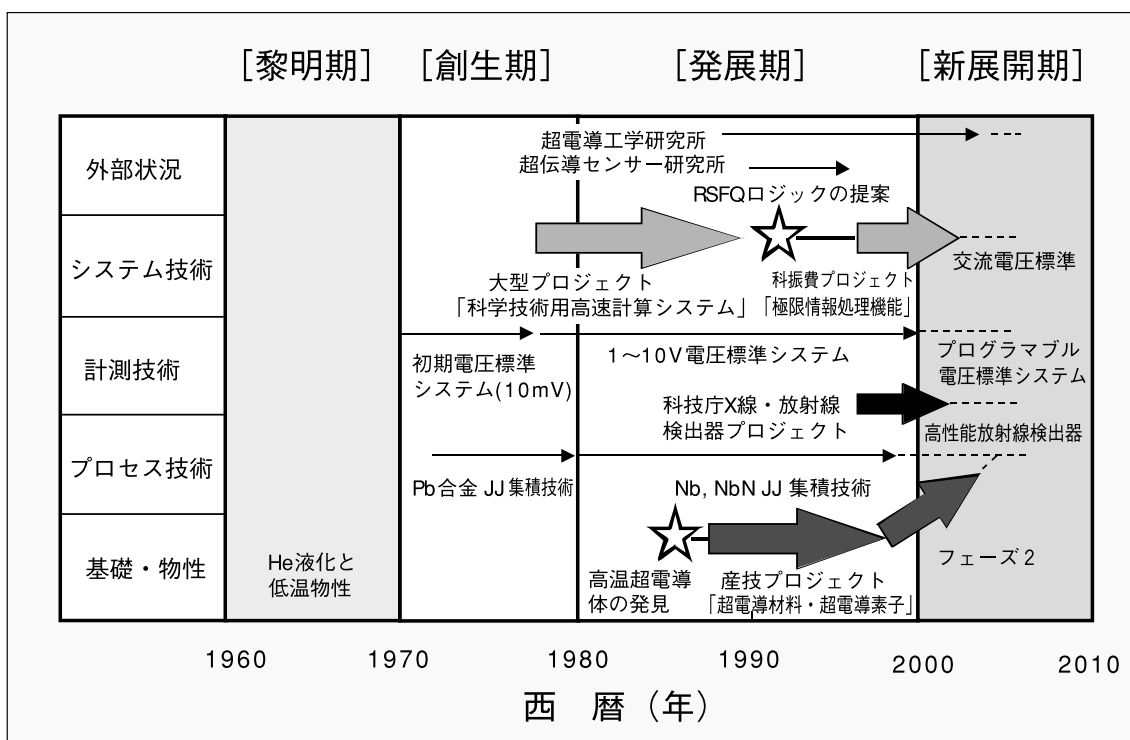 [黎明期]
[創生期]
[発展期]
[新展開期]
外部状況
超電導工学研究所
超伝導センサー研究所
RSFQロジックの提案
システム技術
大型プロジェクト
「科学技術用高速計算システム」
科振費プロジェクト
「極限情報処理機能」
交流電圧標準
計測技術
初期電圧標準
システム(10mV)
1〜10V電圧標準システム
プログラマブル
電圧標準システム
科技庁X線・放射線
検出器プロジェクト
高性能放射線検出器
プロセス技術
Pb合金 JJ 集積技術
Nb, NbN JJ 集積技術
基礎・物性
He液化と
低温物性
高温超電導
体の発見
産技プロジェクト
「超電導材料・超電導素子」
フェーズ2
1960
1970
1980
1990
2000
2010
西 暦（年）